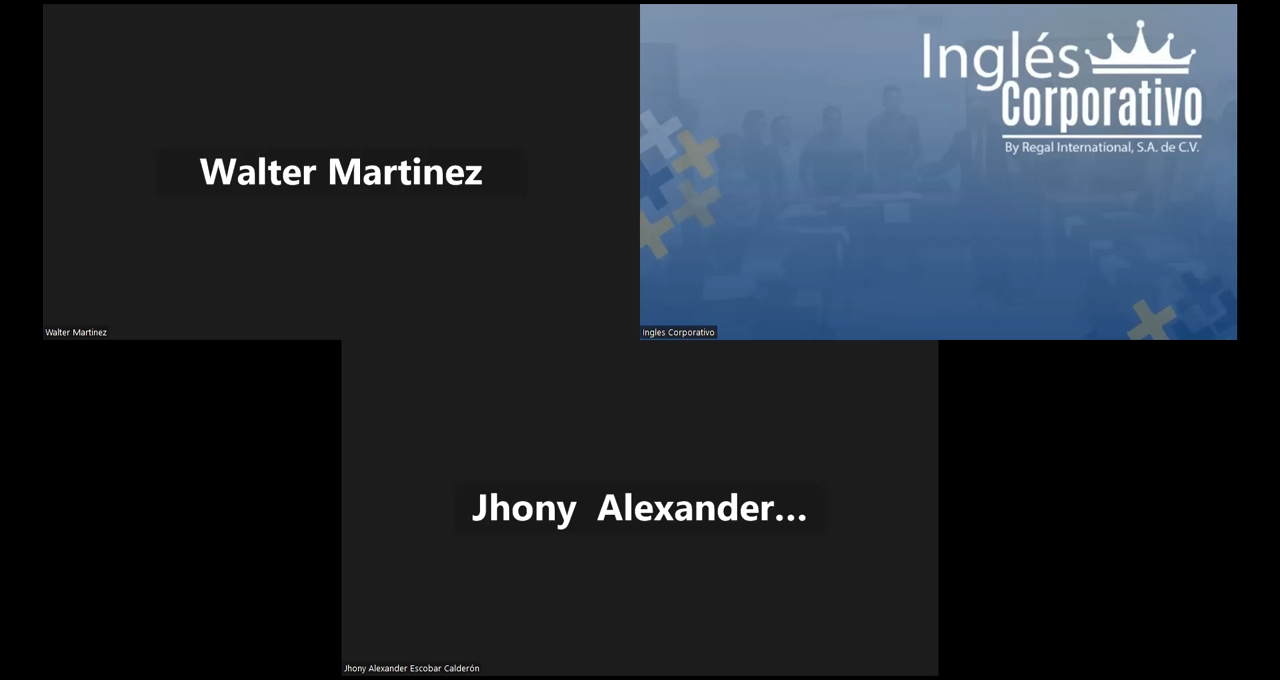 Walter Martinez
Walter Martinez
Inglés
Corporativo
By Regal International, S.A. de C.V.
Ingles Corporativo
Jhony Alexander...
Jhony Alexander Escobar Calderón